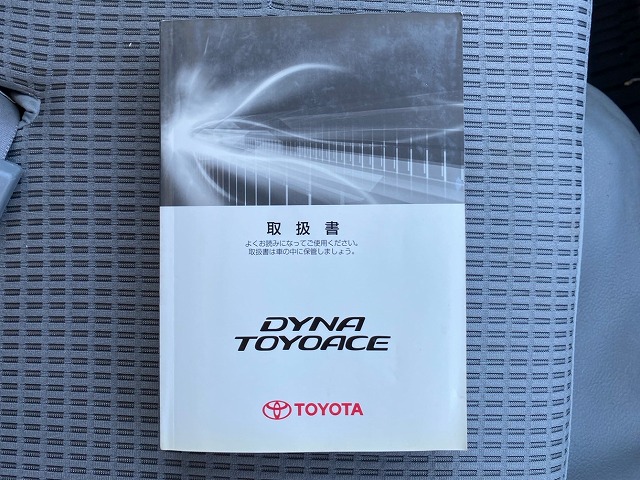 取扱書
よくお読みになってご使用ください。
取扱書は車の中に保管しましょう。
DYNA
TOYOACE
TOYOTA